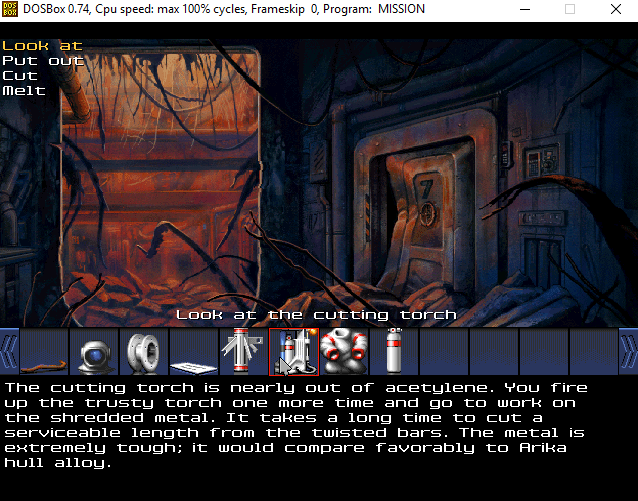 DOSBox 0.74, Cpu speed: max 100% cycles, Frameskip 0, Program: MISSION
Look at
Put out
Cut
Melt
7
Look at the cutting torch
The cutting torch is nearly out of acetylene. You fire
up the trusty torch one more time and go to work on
the shredded metal. It takes a long time to cut a
serviceable length from the twisted bars. The metal is
extremely tough; it would compare favorably to Arika
hull alloy.